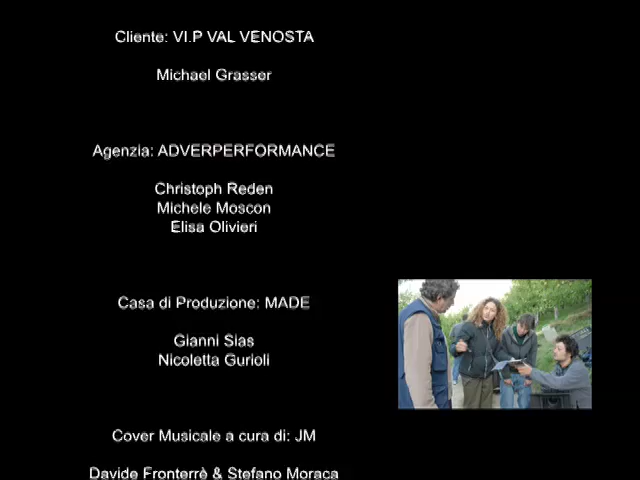 Cliente: VI.P VAL VENOSTA
Michael Grasser
Agenzia: ADVERPERFORMANCE
Christoph Reden
Michele Moscon
Elisa Olivieri
Casa di Produzione: MADE
Gianni Sias
Nicoletta Gurioli
Cover Musicale a cura di: JM
Davide Fronterrè & Stefano Moraca